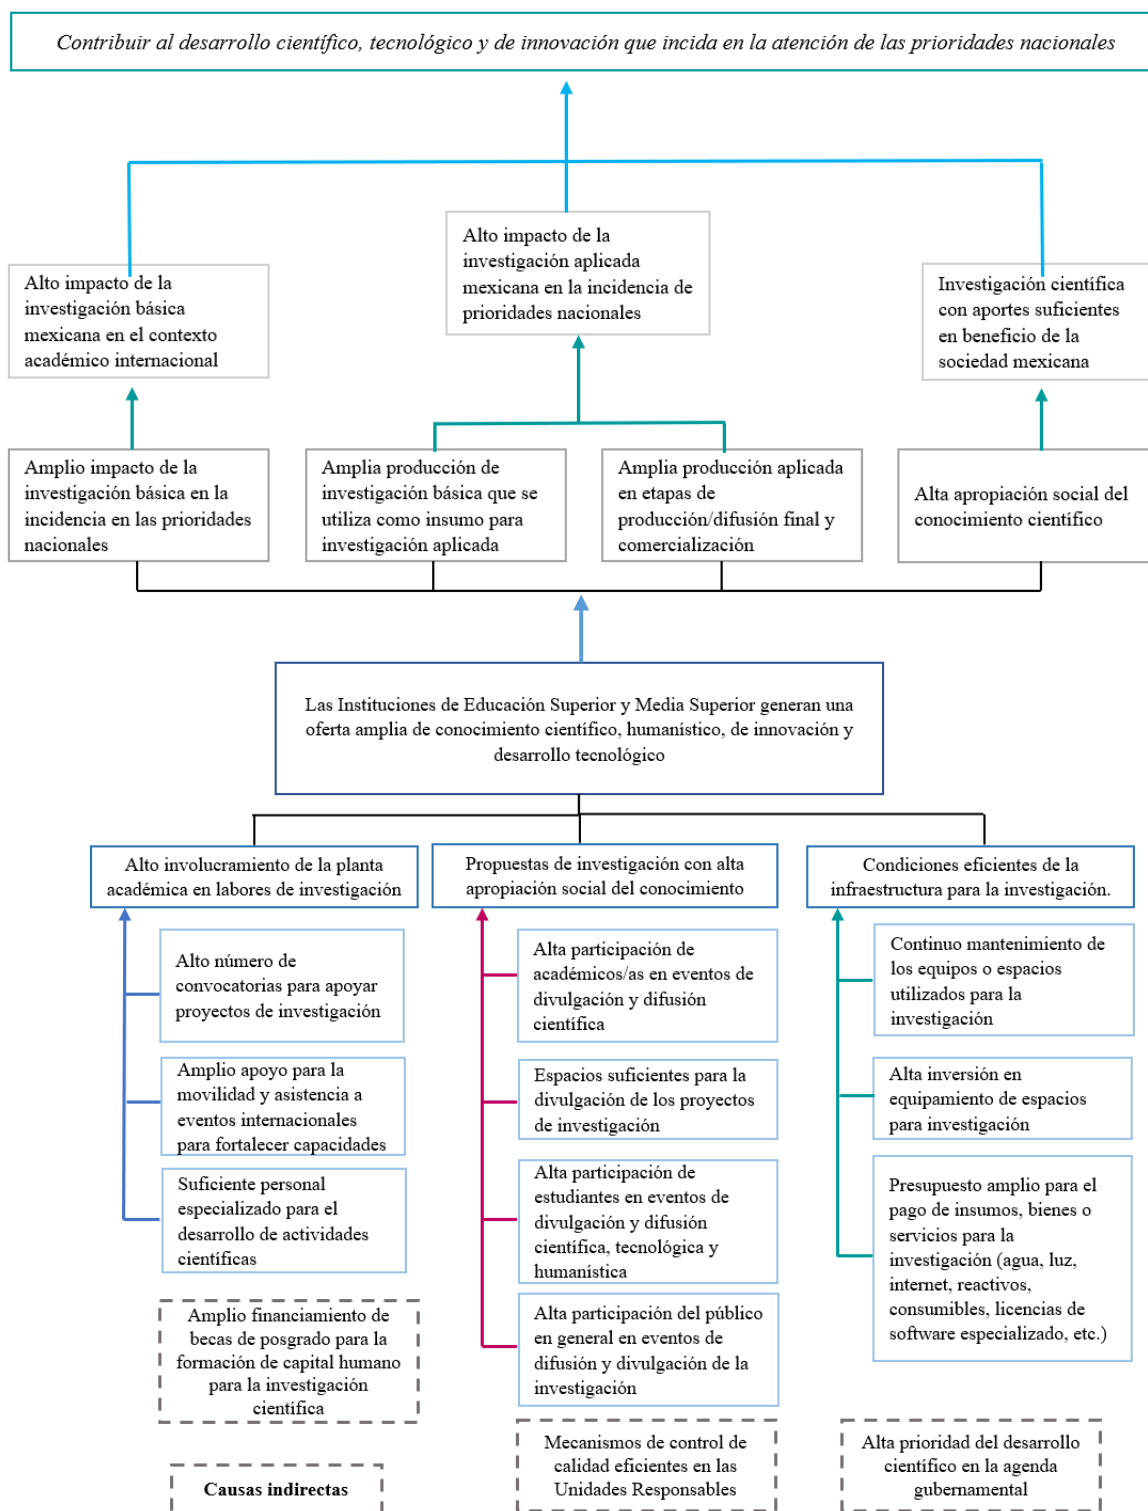 Contribuir al desarrollo científico, tecnológico y de innovación que incida en la atención de las prioridades nacionales
Alto impacto de la
investigación básica
mexicana en el contexto
académico internacional
Alto impacto de la
investigación aplicada
mexicana en la incidencia de
prioridades nacionales
Investigación científica
con aportes suficientes
en beneficio de la
sociedad mexicana
Amplio impacto de la
investigación básica en la
incidencia en las prioridades
nacionales
Amplia producción de
investigación básica que se
utiliza como insumo para
investigación aplicada
Amplia producción aplicada
en etapas de
producción/difusión final y
comercialización
Alta apropiación social del
conocimiento científico
Las Instituciones de Educación Superior y Media Superior generan una
oferta amplia de conocimiento científico, humanístico, de innovación y
desarrollo tecnológico
Alto involucramiento de la planta
académica en labores de investigación
Propuestas de investigación con alta
apropiación social del conocimiento
Condiciones eficientes de la
infraestructura para la investigación.
Alto número de
convocatorias para apoyar
proyectos de investigación
Amplio apoyo para la
movilidad y asistencia a
eventos internacionales
para fortalecer capacidades
Suficiente personal
especializado para el
desarrollo de actividades
científicas
Amplio financiamiento de
becas de posgrado para la
formación de capital humano
para la investigación
científica
Causas indirectas
Alta participación de
académicos/as en eventos de
divulgación y difusión
científica
Espacios suficientes para la
divulgación de los proyectos
de investigación
Alta participación de
estudiantes en eventos de
divulgación y difusión
científica, tecnológica y
humanística
Alta participación del público
en general en eventos de
difusión y divulgación de la
investigación
Mecanismos de control de
calidad eficientes en las
Unidades Responsables
Continuo mantenimiento de
los equipos o espacios
utilizados para la
investigación
Alta inversión en
equipamiento de espacios
para investigación
Presupuesto amplio para el
pago de insumos, bienes o
servicios para la
investigación (agua, luz,
internet, reactivos,
consumibles, licencias de
software especializado, etc.)
Alta prioridad del desarrollo
científico en la agenda
gubernamental